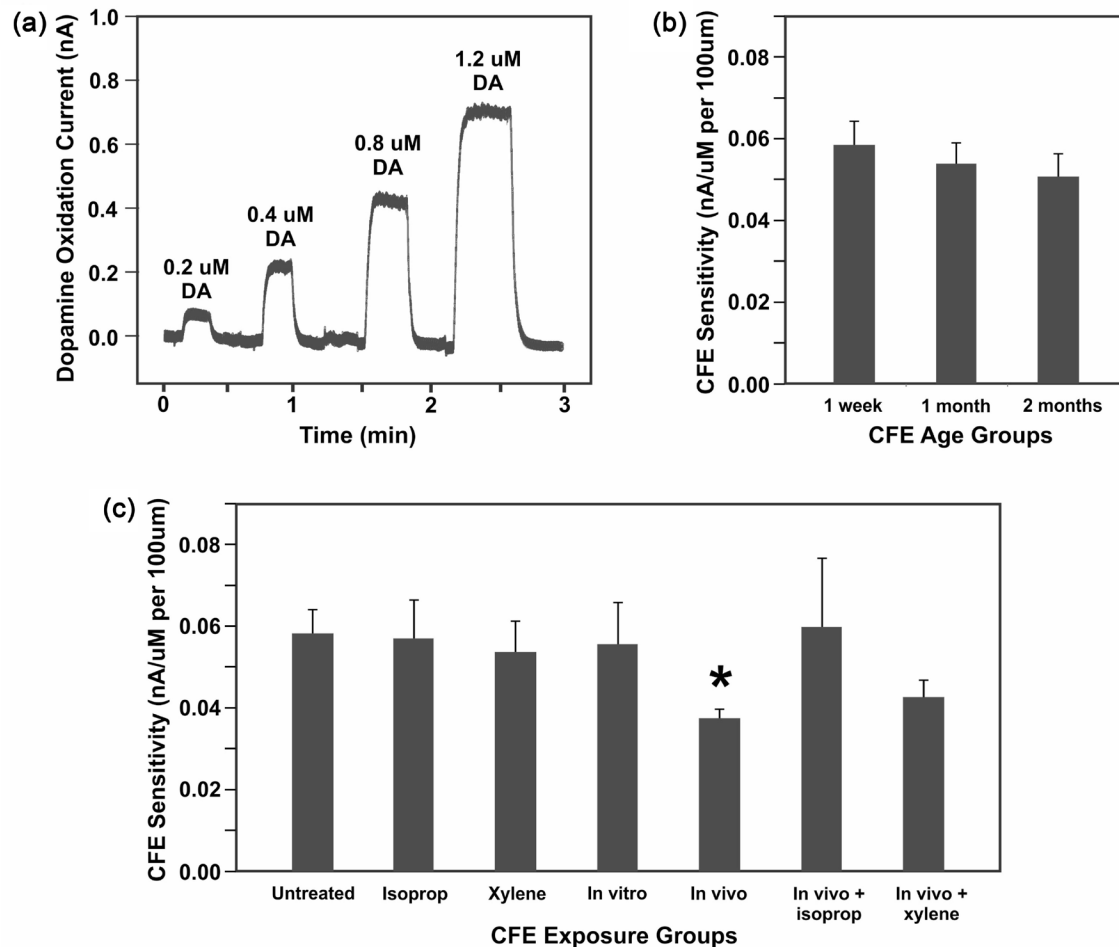 (a)
Dopamine Oxidation Current (nA)
1.0
0.8
0.6
0.4
0.2
0.0
0.2 uM
DA
0.4 uM
DA
0.8 uM
DA
1.2 uM
DA
0 1 2 3
Time (min)
(b)
CFE Sensitivity (nA/uM per 100um)
0.08
0.06
0.04
0.02
0.00
1 week 1 month 2 months
CFE Age Groups
(c)
CFE Sensitivity (nA/uM per 100um)
0.08
0.06
0.04
0.02
0.00
*
Untreated Isoprop Xylene In vitro In vivo In vivo + In vivo +
isoprop xylene
CFE Exposure Groups